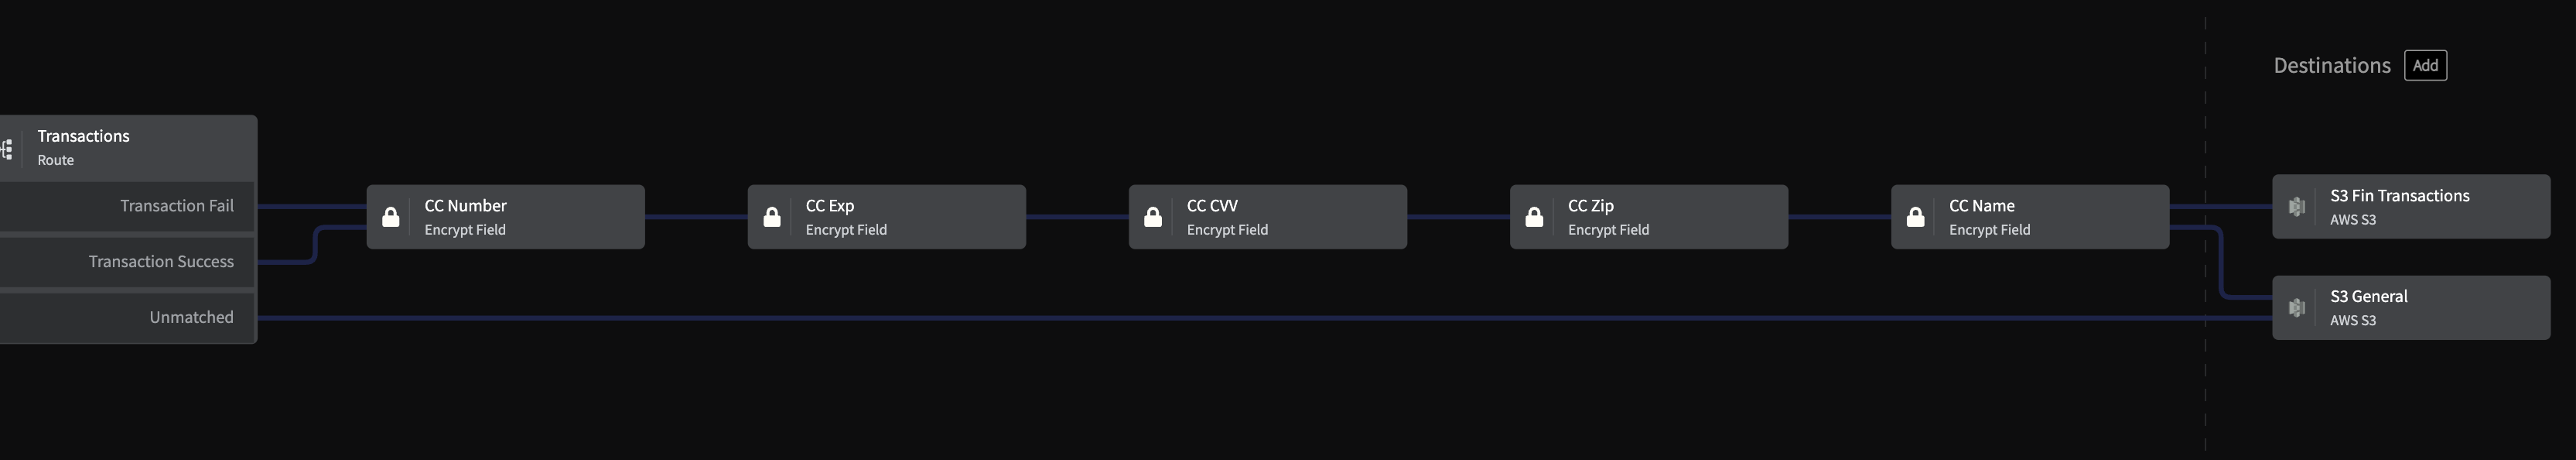 Destinations
Add
Transactions
Route
Transaction Fail
Transaction Success
Unmatched
CC Number
Encrypt Field
CC Exp
Encrypt Field
CC CVV
Encrypt Field
CC Zip
Encrypt Field
CC Name
Encrypt Field
S3 Fin Transactions
AWS S3
S3 General
AWS S3